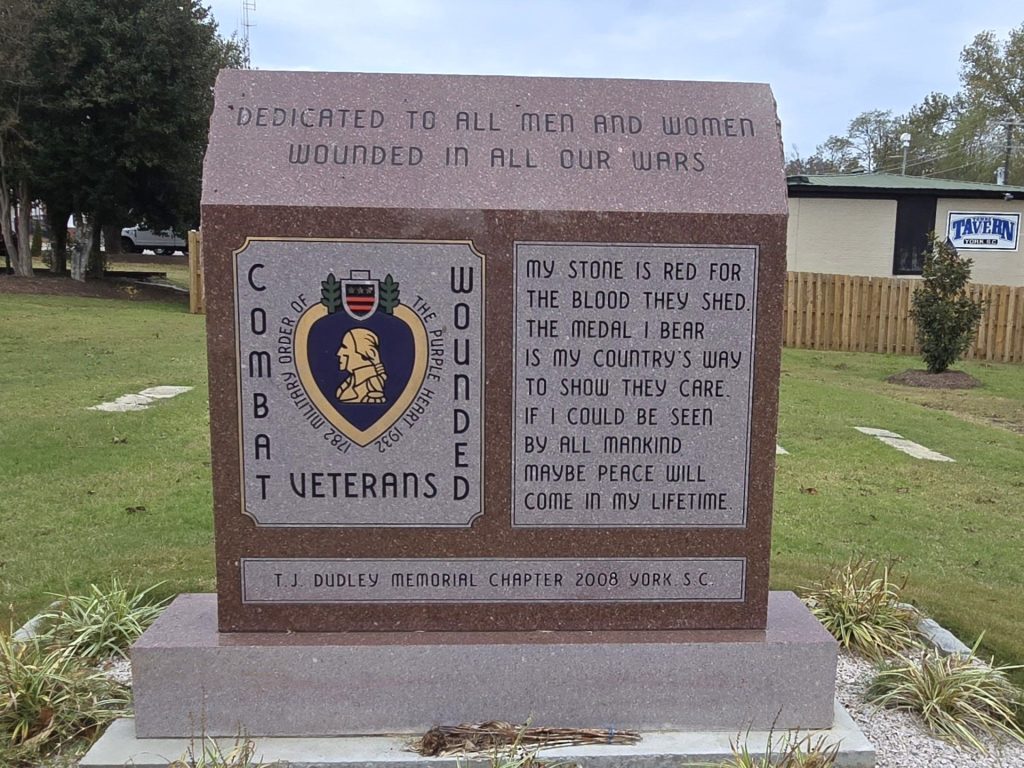 DEDICATED TO ALL MEN AND WOMEN
WOUNDED IN ALL OUR WARS
COMBAT
WOUNDED
VETERANS
1782 MILITARY ORDER OF
THE PURPLE HEART 1932
MY STONE IS RED FOR
THE BLOOD THEY SHED.
THE MEDAL I BEAR
IS MY COUNTRY'S WAY
TO SHOW THEY CARE.
IF I COULD BE SEEN
BY ALL MANKIND
MAYBE PEACE WILL
COME IN MY LIFETIME.
T.J. DUDLEY MEMORIAL CHAPTER 2008 YORK. S.C.
TAVERN
YORK, S.C.